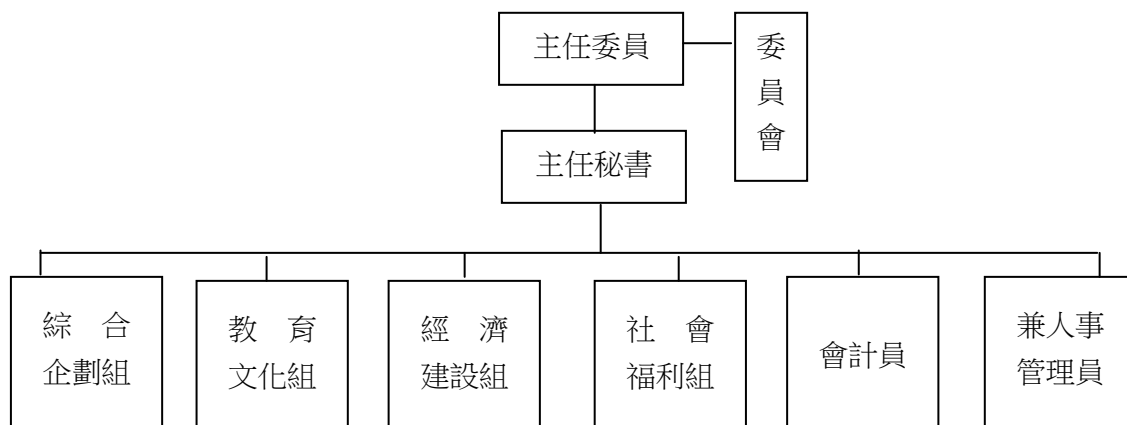 主任委員
委員會
主任秘書
綜　合
企劃組
教　育
文化組
經　濟
建設組
社　會
福利組
會計員
兼人事
管理員